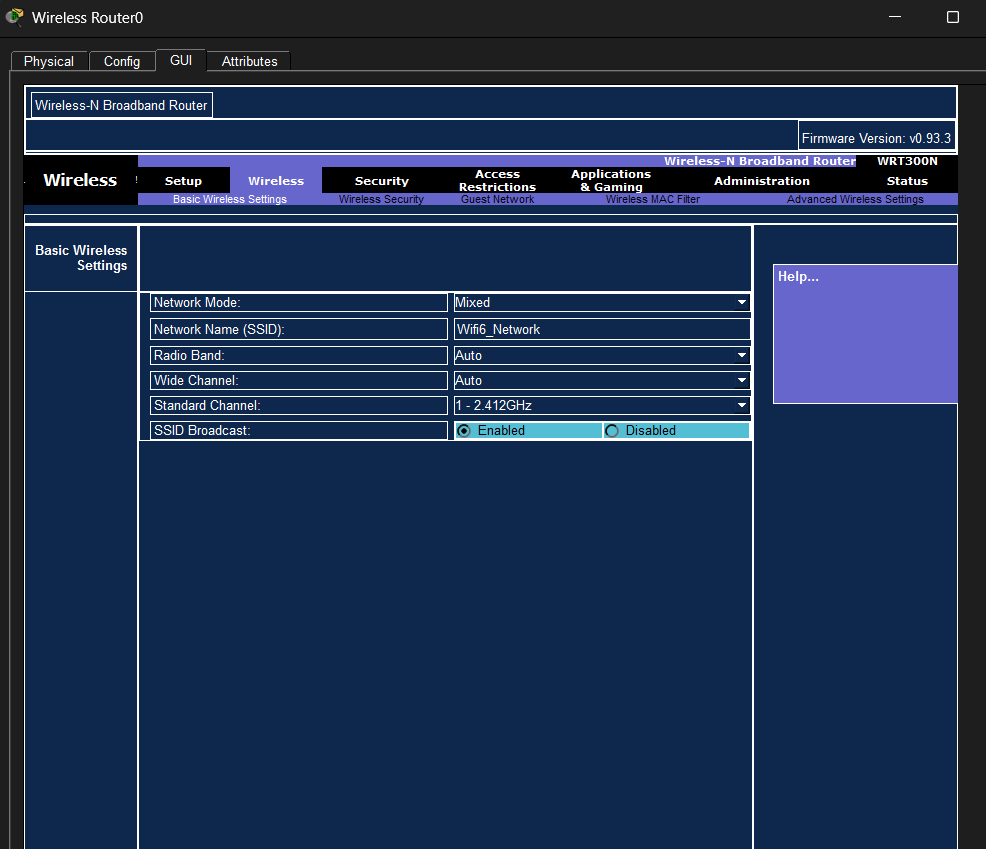 Wireless Router0
Physical Config GUI Attributes
Wireless-N Broadband Router
Firmware Version: v0.93.3
Wireless-N Broadband Router WRT300N
Wireless Setup Wireless Security Access Restrictions Applications & Gaming Administration Status
Basic Wireless Settings Wireless Security Guest Network Wireless MAC Filter Advanced Wireless Settings
Basic Wireless
Settings
Help...
Network Mode: Mixed
Network Name (SSID): Wifi6_Network
Radio Band: Auto
Wide Channel: Auto
Standard Channel: 1 - 2.412GHz
SSID Broadcast: Enabled Disabled